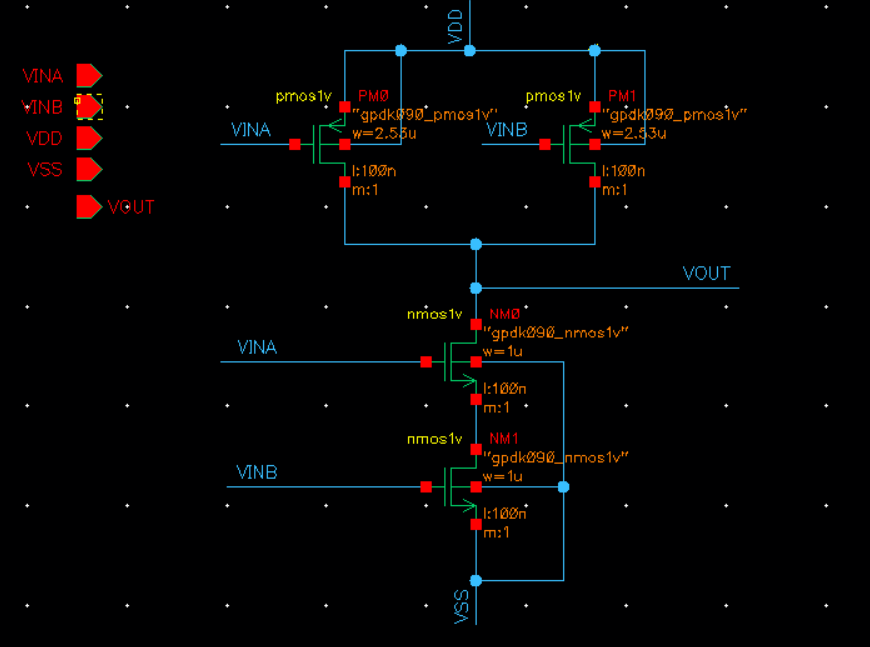 VDD
VINA
VINB
VDD
VSS
VOUT
pmos1v PM0
"gpdk090_pmos1v"
VINA
w=2.53u
l:100n
m:1
pmos1v PM1
"gpdk090_pmos1v"
VINB
w=2.53u
l:100n
m:1
VOUT
nmos1v NM0
"gpdk090_nmos1v"
VINA
w=1u
l:100n
m:1
nmos1v NM1
"gpdk090_nmos1v"
VINB
w=1u
l:100n
m:1
VSS